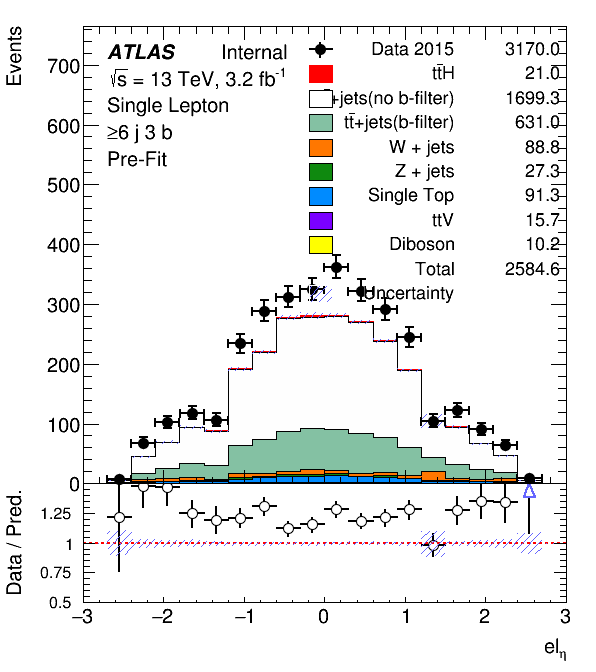 Events
ATLAS Internal
√s = 13 TeV, 3.2 fb⁻¹
Single Lepton
≥6 j 3 b
Pre-Fit
Data 2015 3170.0
tt̄H 21.0
+jets(no b-filter) 1699.3
tt̄+jets(b-filter) 631.0
W + jets 88.8
Z + jets 27.3
Single Top 91.3
ttV 15.7
Diboson 10.2
Total 2584.6
Uncertainty
700
600
500
400
300
200
100
0
Data / Pred.
1.25
1
0.75
0.5
−3 −2 −1 0 1 2 3
el_η